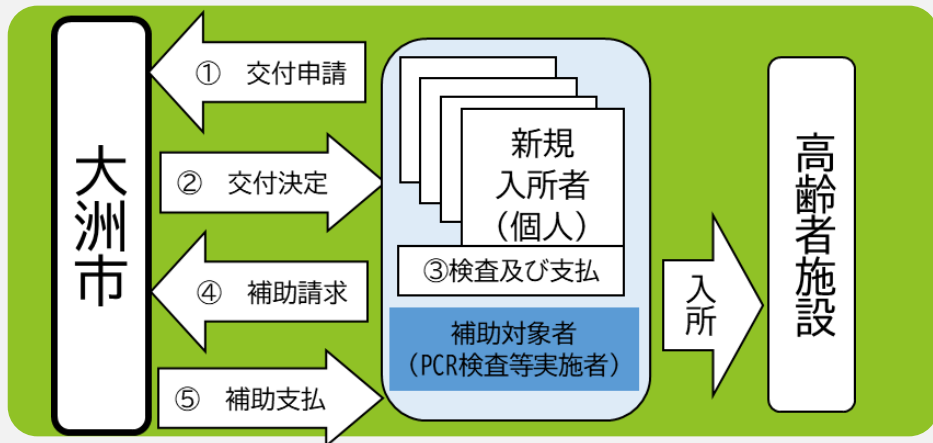 大洲市
① 交付申請
② 交付決定
④ 補助請求
⑤ 補助支払
新規
入所者
（個人）
③検査及び支払
補助対象者
（PCR検査等実施者）
入所
高齢者施設